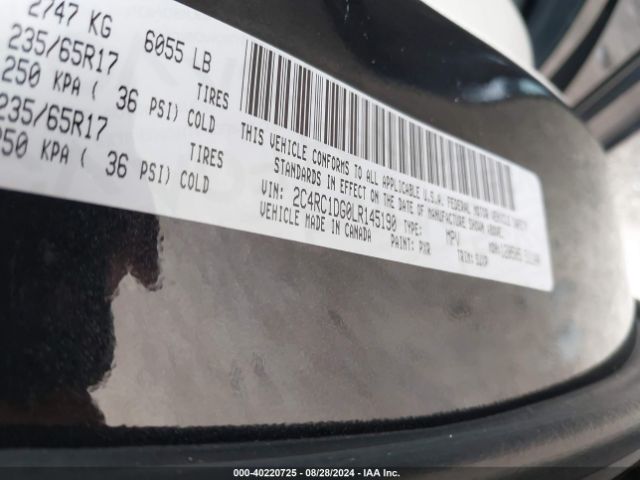 2747 KG 6055 LB
235/65R17 TIRES
250 KPA ( 36 PSI) COLD
235/65R17 TIRES
250 KPA ( 36 PSI) COLD
THIS VEHICLE CONFORMS TO ALL APPLICABLE U.S.A. FEDERAL MOTOR VEHICLE SAFETY
STANDARDS IN EFFECT ON THE DATE OF MANUFACTURE SHOWN ABOVE.
VIN: 2C4RC1DG0LR145190 TYPE: MPV
VEHICLE MADE IN CANADA PAINT: PXR TRIM:
000-40220725 - 08/28/2024 - IAA Inc.